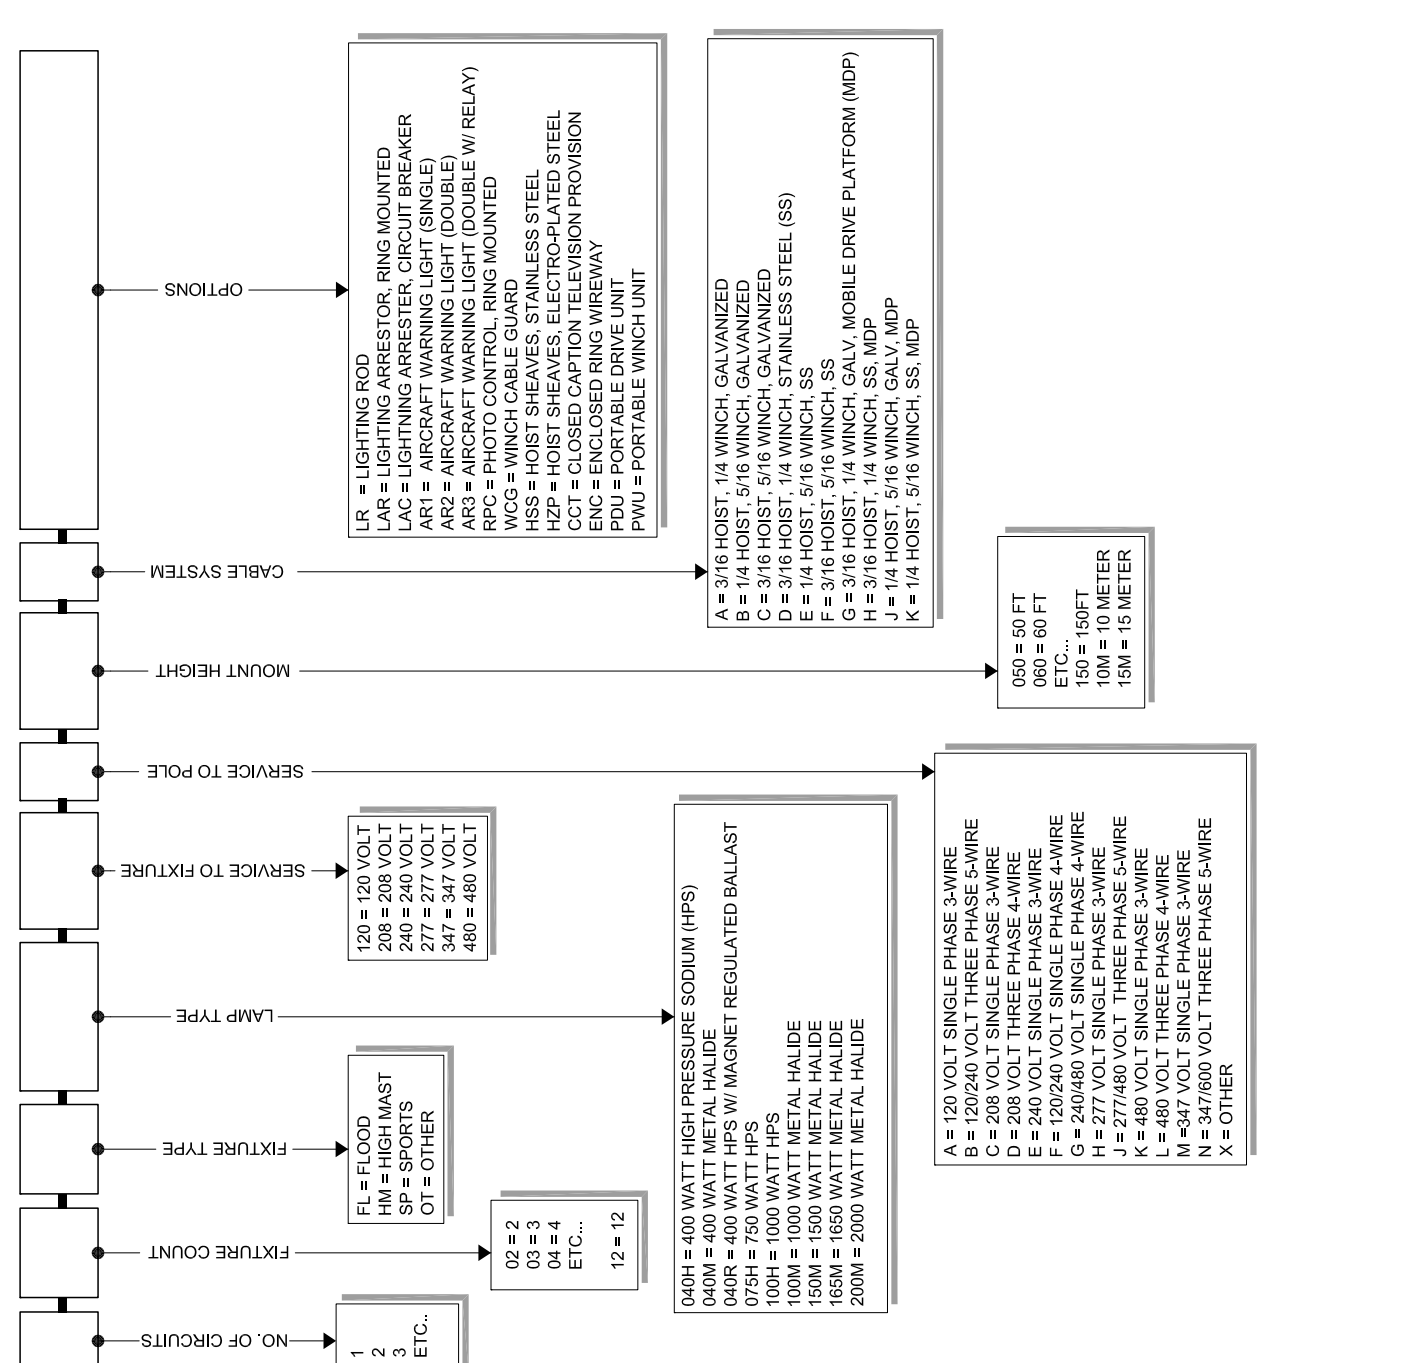 NO. OF CIRCUITS
1
2
3
ETC..
FIXTURE COUNT
02 = 2
03 = 3
04 = 4
ETC...
12 = 12
FIXTURE TYPE
FL = FLOOD
HM = HIGH MAST
SP = SPORTS
OT = OTHER
LAMP TYPE
040H = 400 WATT HIGH PRESSURE SODIUM (HPS)
040M = 400 WATT METAL HALIDE
040R = 400 WATT HPS W/ MAGNET REGULATED BALLAST
075H = 750 WATT HPS
100H = 1000 WATT HPS
100M = 1000 WATT METAL HALIDE
150M = 1500 WATT METAL HALIDE
165M = 1650 WATT METAL HALIDE
200M = 2000 WATT METAL HALIDE
SERVICE TO FIXTURE
120 = 120 VOLT
208 = 208 VOLT
240 = 240 VOLT
277 = 277 VOLT
347 = 347 VOLT
480 = 480 VOLT
SERVICE TO POLE
A = 120 VOLT SINGLE PHASE 3-WIRE
B = 120/240 VOLT THREE PHASE 5-WIRE
C = 208 VOLT SINGLE PHASE 3-WIRE
D = 208 VOLT THREE PHASE 4-WIRE
E = 240 VOLT SINGLE PHASE 3-WIRE
F = 120/240 VOLT SINGLE PHASE 4-WIRE
G = 240/480 VOLT SINGLE PHASE 4-WIRE
H = 277 VOLT SINGLE PHASE 3-WIRE
J = 277/480 VOLT THREE PHASE 5-WIRE
K = 480 VOLT SINGLE PHASE 3-WIRE
L = 480 VOLT THREE PHASE 4-WIRE
M =347 VOLT SINGLE PHASE 3-WIRE
N = 347/600 VOLT THREE PHASE 5-WIRE
X = OTHER
MOUNT HEIGHT
050 = 50 FT
060 = 60 FT
ETC...
150 = 150FT
10M = 10 METER
15M = 15 METER
CABLE SYSTEM
A = 3/16 HOIST, 1/4 WINCH, GALVANIZED
B = 1/4 HOIST, 5/16 WINCH, GALVANIZED
C = 3/16 HOIST, 5/16 WINCH, GALVANIZED
D = 3/16 HOIST, 1/4 WINCH, STAINLESS STEEL (SS)
E = 1/4 HOIST, 5/16 WINCH, SS
F = 3/16 HOIST, 5/16 WINCH, SS
G = 3/16 HOIST, 1/4 WINCH, GALV, MOBILE DRIVE PLATFORM (MDP)
H = 3/16 HOIST, 1/4 WINCH, SS, MDP
J = 1/4 HOIST, 5/16 WINCH, GALV, MDP
K = 1/4 HOIST, 5/16 WINCH, SS, MDP
OPTIONS
LR = LIGHTING ROD
LAR = LIGHTING ARRESTOR, RING MOUNTED
LAC = LIGHTNING ARRESTER, CIRCUIT BREAKER
AR1 = AIRCRAFT WARNING LIGHT (SINGLE)
AR2 = AIRCRAFT WARNING LIGHT (DOUBLE)
AR3 = AIRCRAFT WARNING LIGHT (DOUBLE W/ RELAY)
RPC = PHOTO CONTROL, RING MOUNTED
WCG = WINCH CABLE GUARD
HSS = HOIST SHEAVES, STAINLESS STEEL
HZP = HOIST SHEAVES, ELECTRO-PLATED STEEL
CCT = CLOSED CAPTION TELEVISION PROVISION
ENC = ENCLOSED RING WIREWAY
PDU = PORTABLE DRIVE UNIT
PWU = PORTABLE WINCH UNIT